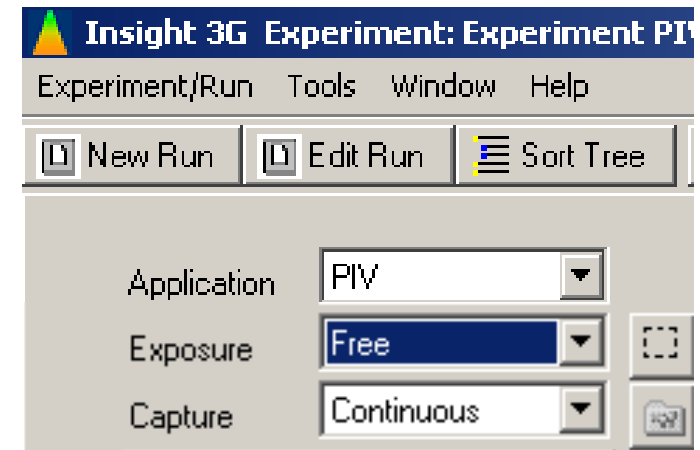 Insight 3G Experiment: Experiment PIV
Experiment/Run Tools Window Help
New Run Edit Run Sort Tree
Application PIV
Exposure Free
Capture Continuous